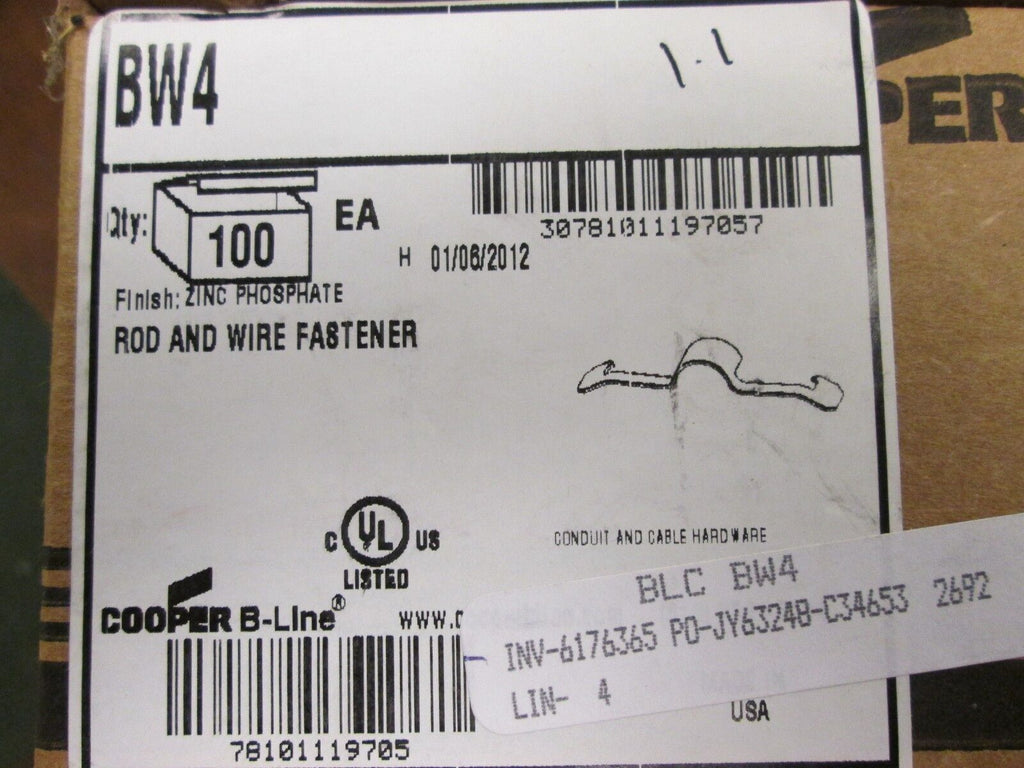 BW4
1.1
PER
Qty: 100 EA
30781011197057
H 01/06/2012
Finish: ZINC PHOSPHATE
ROD AND WIRE FASTENER
C UL US
LISTED
CONDUIT AND CABLE HARDWARE
COOPER B-Line®
www.c
BLC BW4
INV-6176365 PO-JY63248-C34653 2692
LIN- 4
USA
78101119705